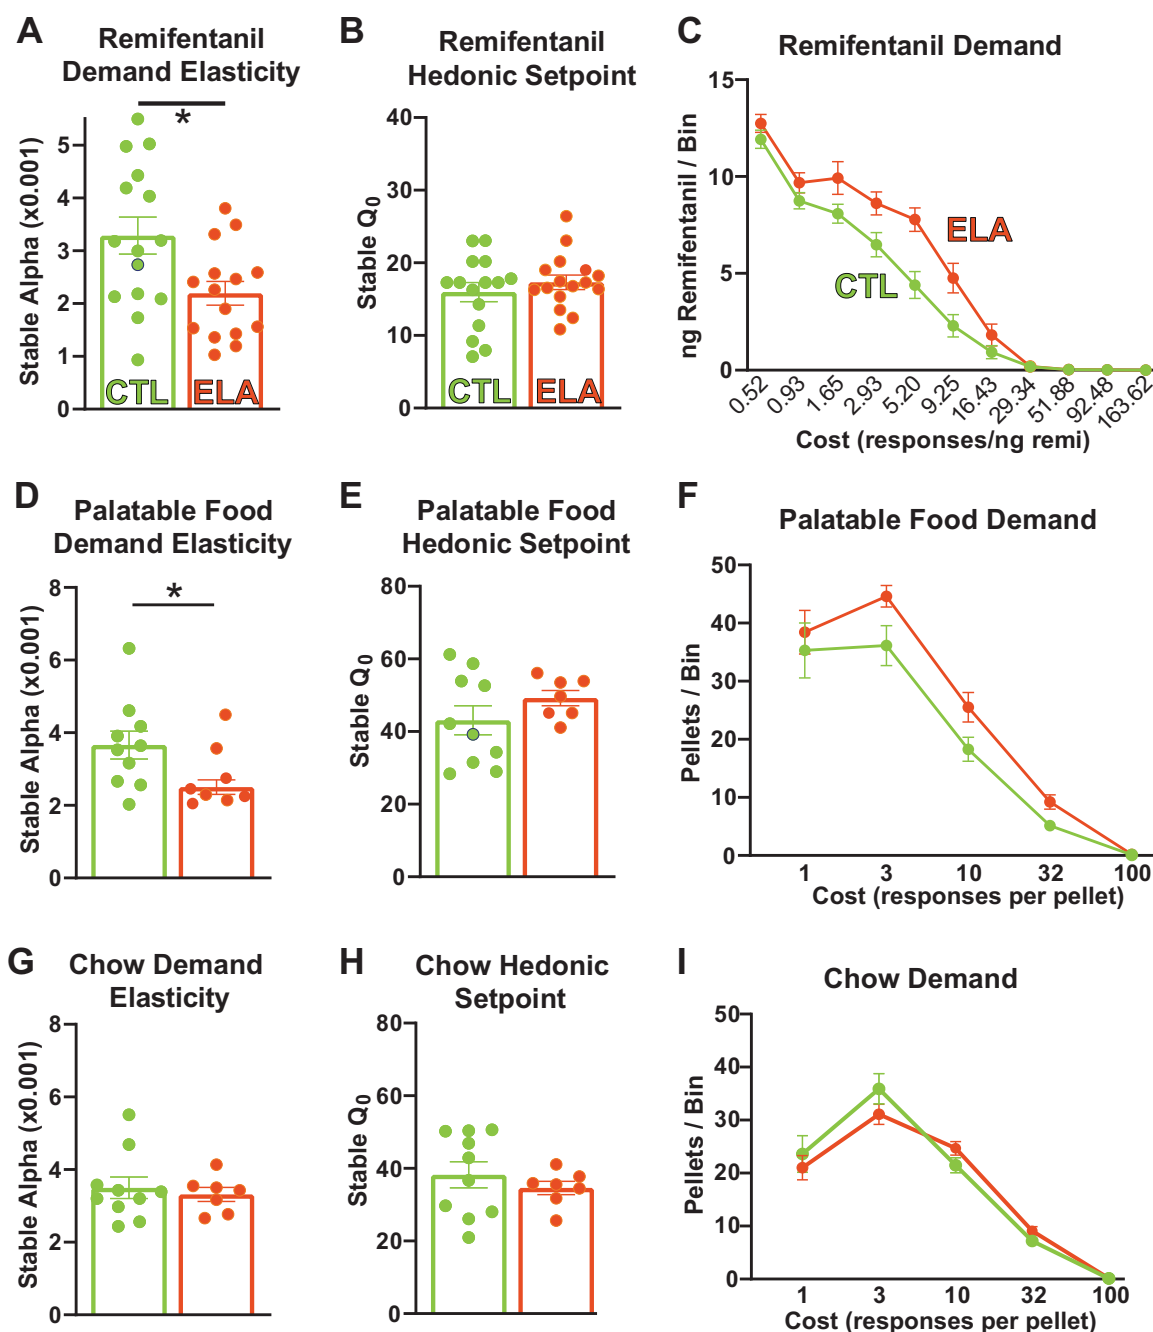 A
Remifentanil
Demand Elasticity
*
Stable Alpha (x0.001)
5
4
3
2
1
0
CTL
ELA
B
Remifentanil
Hedonic Setpoint
Stable Q0
40
30
20
10
0
CTL
ELA
C
Remifentanil Demand
ng Remifentanil / Bin
15
10
5
0
ELA
CTL
0.52
0.93
1.65
2.93
5.20
9.25
16.43
29.34
51.88
92.48
163.62
Cost (responses/ng remi)
D
Palatable Food
Demand Elasticity
*
Stable Alpha (x0.001)
8
6
4
2
0
E
Palatable Food
Hedonic Setpoint
Stable Q0
80
60
40
20
0
F
Palatable Food Demand
Pellets / Bin
50
40
30
20
10
0
1 3 10 32 100
Cost (responses per pellet)
G
Chow Demand
Elasticity
Stable Alpha (x0.001)
8
6
4
2
0
H
Chow Hedonic
Setpoint
Stable Q0
80
60
40
20
0
I
Chow Demand
Pellets / Bin
50
40
30
20
10
0
1 3 10 32 100
Cost (responses per pellet)